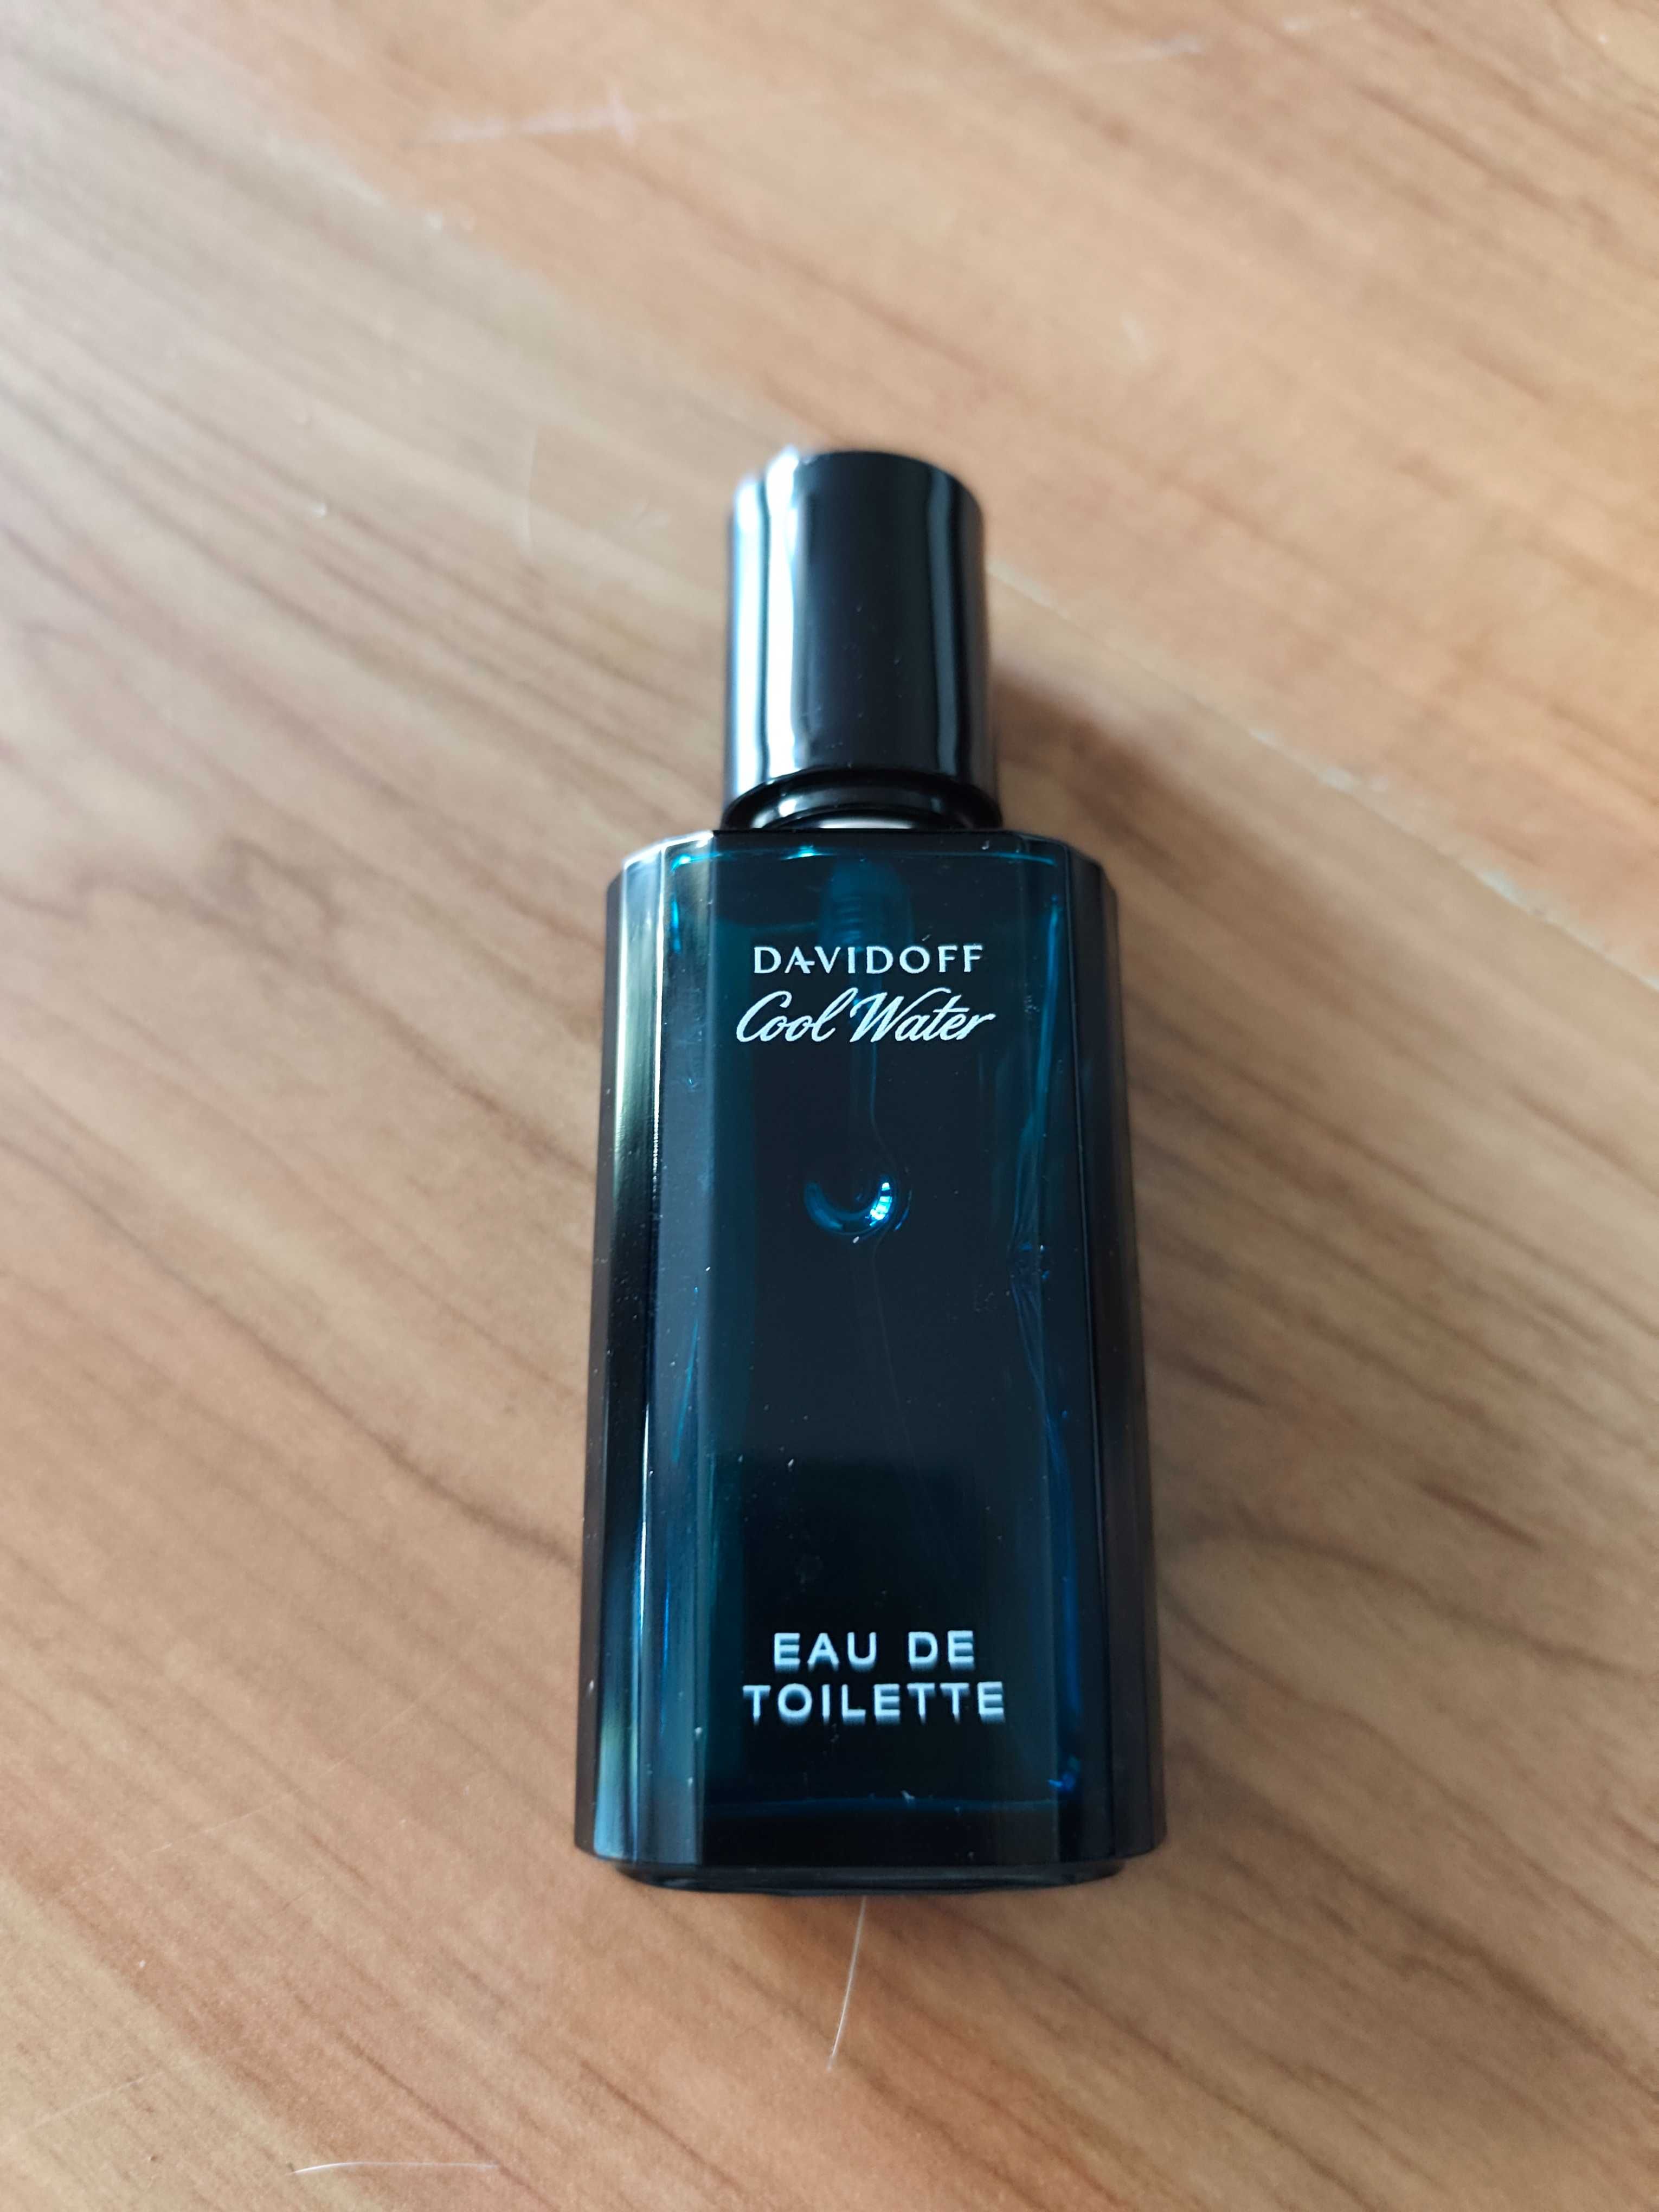 DAVIDOFF
Cool Water
EAU DE
TOILETTE